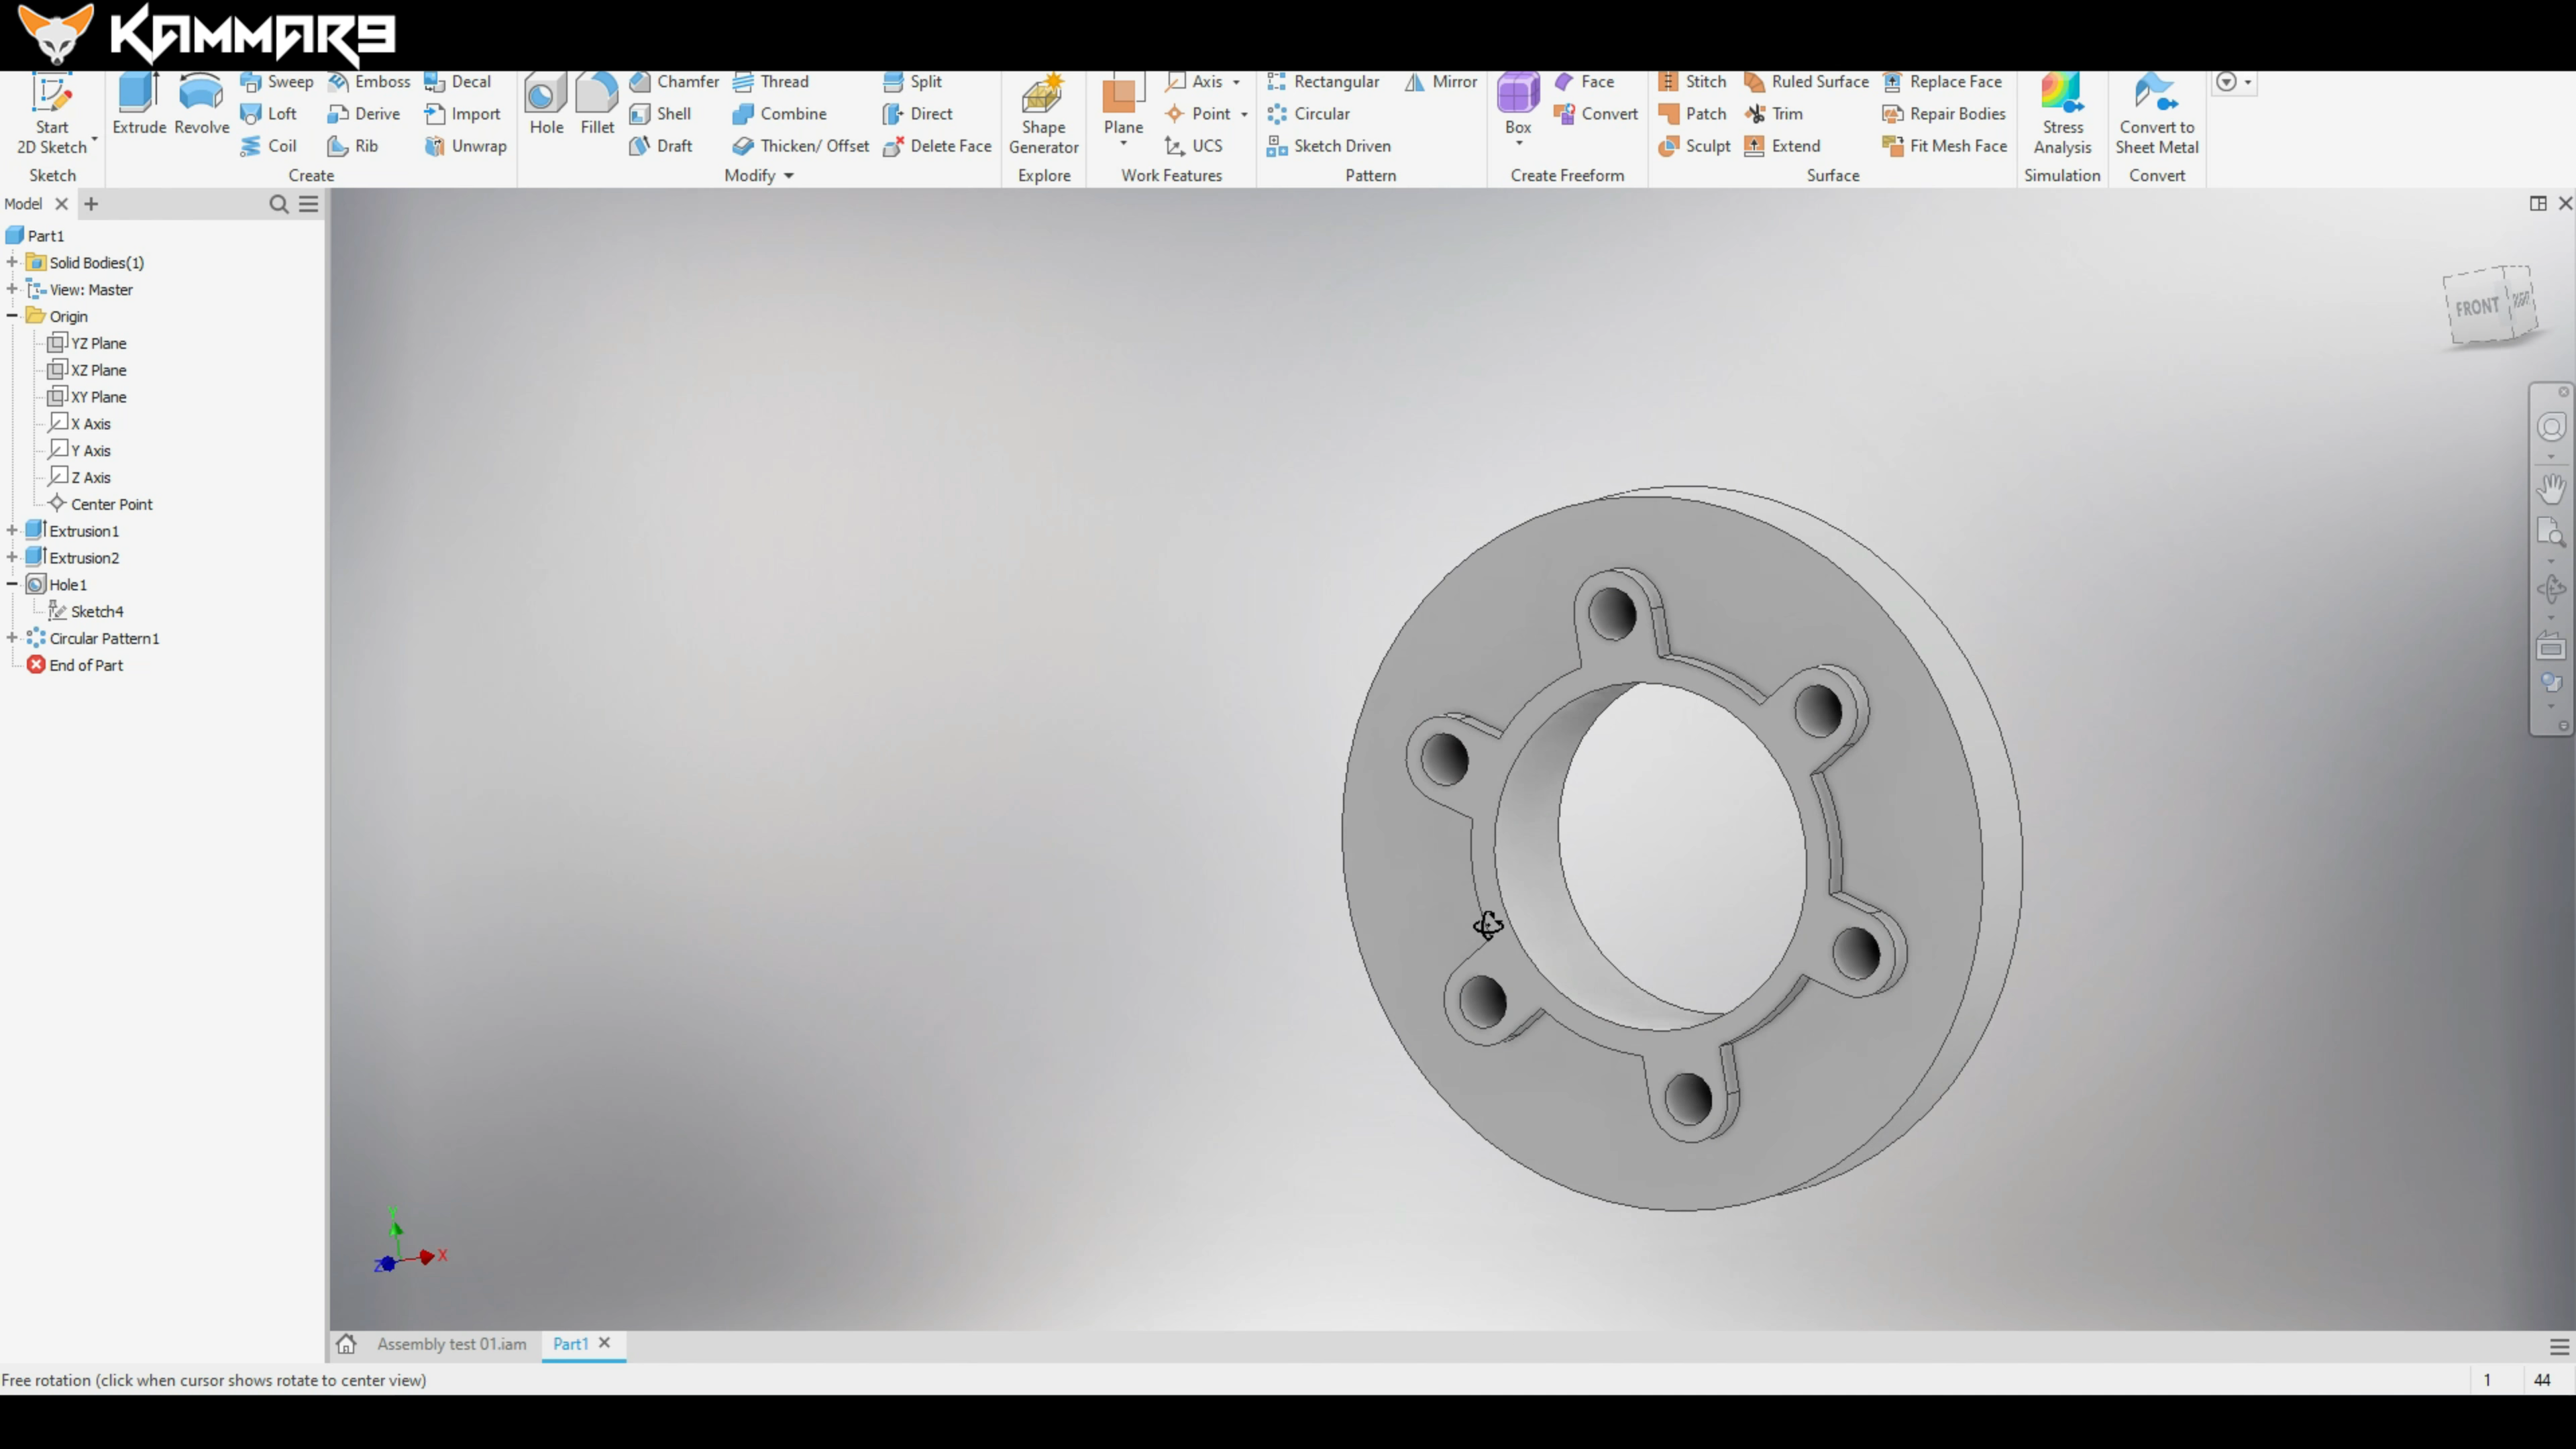 KAMMAR9
Sweep Emboss Decal Chamfer Thread Split Axis Rectangular Mirror Face Stitch Ruled Surface Replace Face
Loft Derive Import Shell Combine Direct Point Circular Convert Patch Trim Repair Bodies
Start Extrude Revolve Hole Fillet Shape Plane Box Stress Convert to
2D Sketch Coil Rib Unwrap Draft Thicken/ Offset Delete Face Generator UCS Sketch Driven Sculpt Extend Fit Mesh Face Analysis Sheet Metal
Sketch Create Modify Explore Work Features Pattern Create Freeform Surface Simulation Convert
Model
Part1
Solid Bodies(1)
View: Master
Origin
YZ Plane
XZ Plane
XY Plane
X Axis
Y Axis
Z Axis
Center Point
Extrusion1
Extrusion2
Hole1
Sketch4
Circular Pattern1
End of Part
FRONT
Y
X
Z
Assembly test 01.iam Part1
Free rotation (click when cursor shows rotate to center view) 1 44